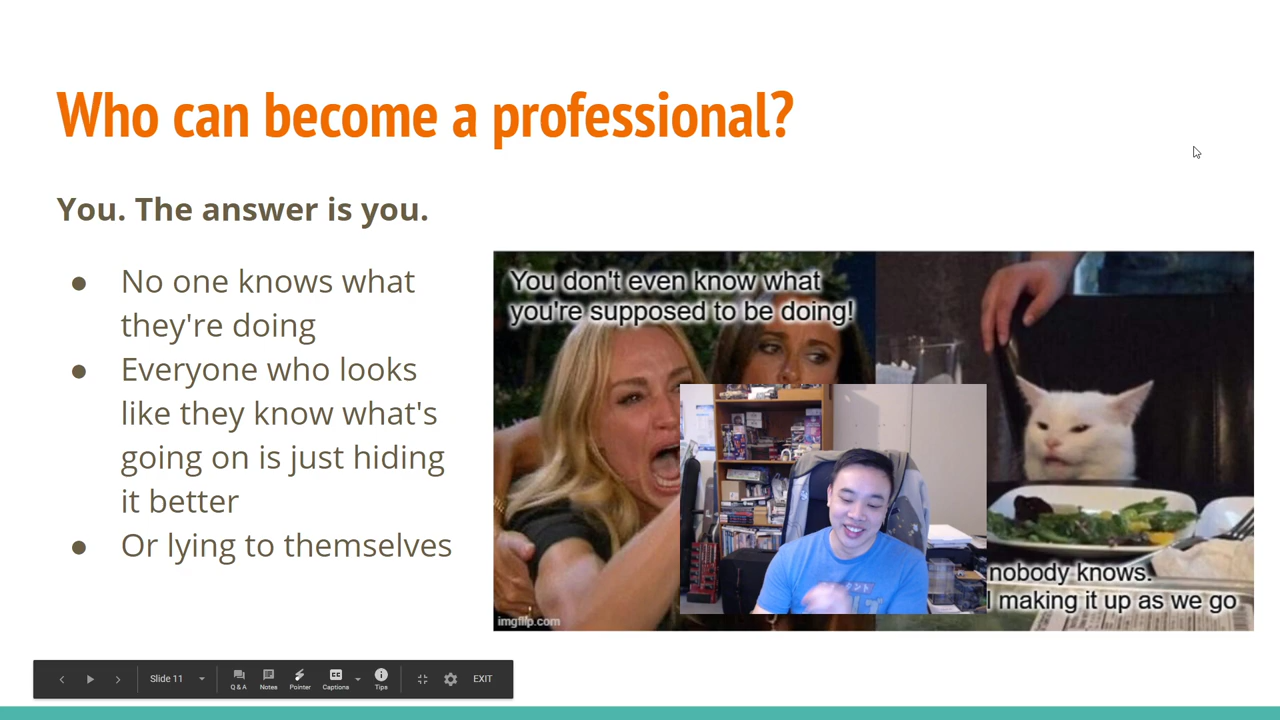 Who can become a professional?
You. The answer is you.
● No one knows what
they're doing
● Everyone who looks
like they know what's
going on is just hiding
it better
● Or lying to themselves
You don't even know what
you're supposed to be doing!
nobody knows.
making it up as we go
imgflip.com
Slide 11
Q & A
Notes
Pointer
Captions
Tips
EXIT